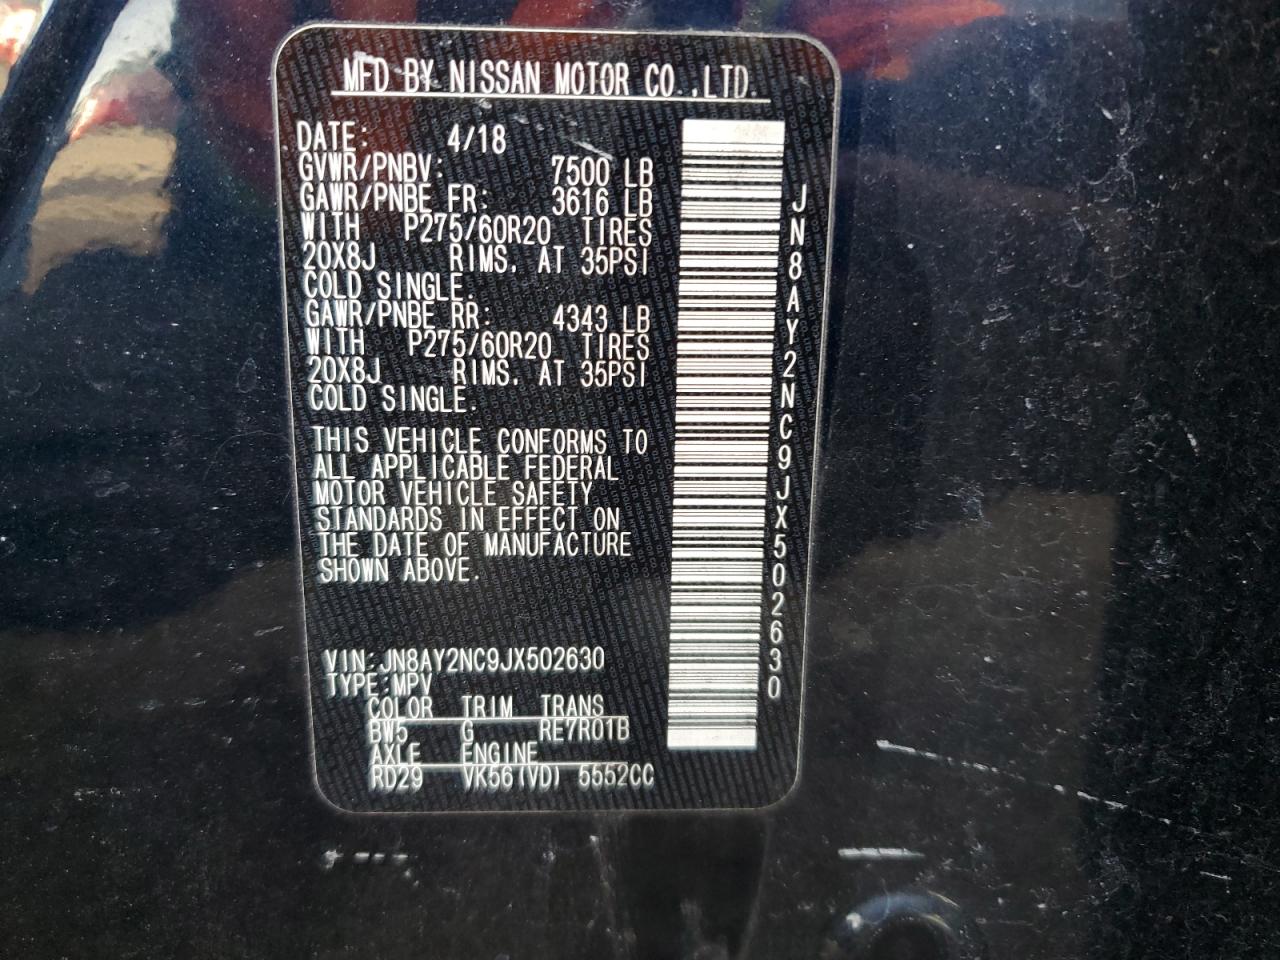 MFD BY NISSAN MOTOR CO.,LTD.
DATE: 4/18
GVWR/PNBV: 7500 LB
GAWR/PNBE FR: 3616 LB
WITH P275/60R20 TIRES
20X8J RIMS, AT 35PSI
COLD SINGLE.
GAWR/PNBE RR: 4343 LB
WITH P275/60R20 TIRES
20X8J RIMS, AT 35PSI
COLD SINGLE.
THIS VEHICLE CONFORMS TO
ALL APPLICABLE FEDERAL
MOTOR VEHICLE SAFETY
STANDARDS IN EFFECT ON
THE DATE OF MANUFACTURE
SHOWN ABOVE.
VIN:JN8AY2NC9JX502630
TYPE:MPV
COLOR TRIM TRANS
BW5 G RE7R01B
AXLE ENGINE
RD29 VK56(VD) 5552CC
JN8AY2NC9JX502630